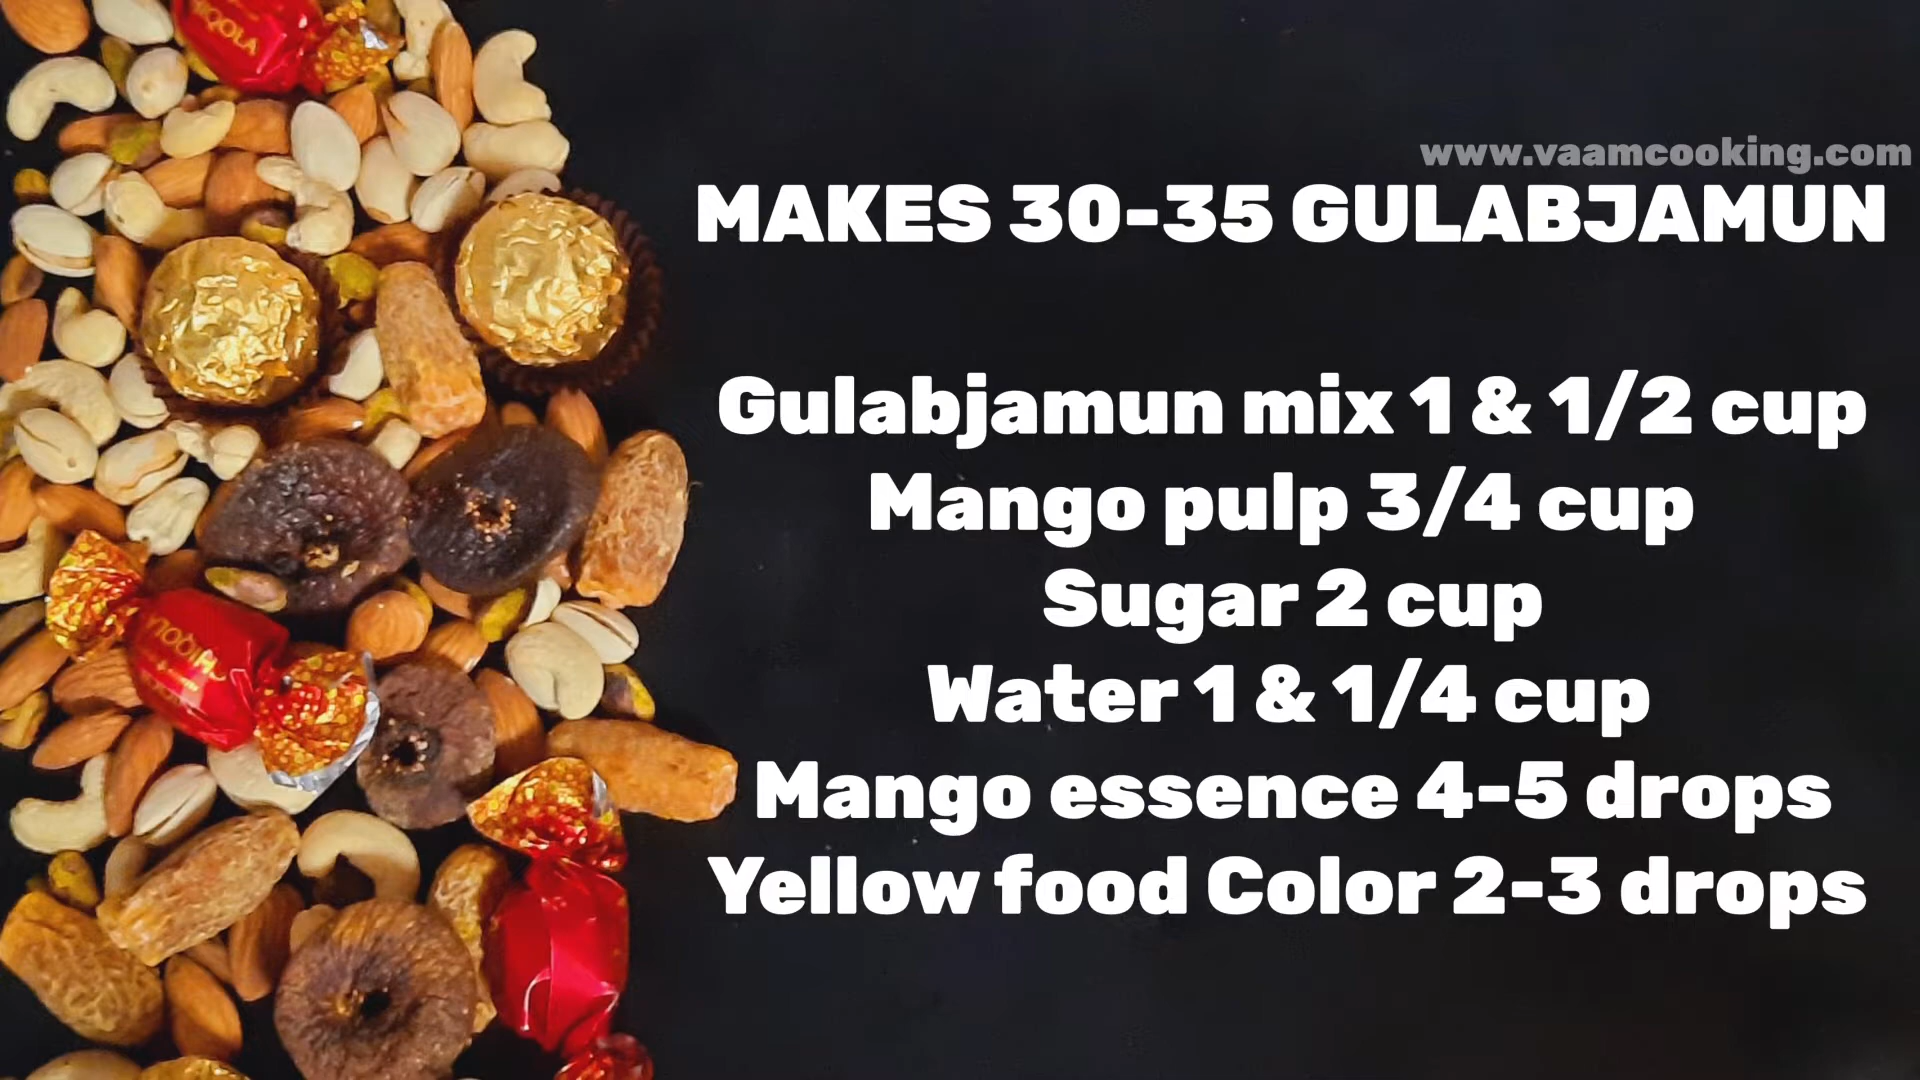 www.vaamcooking.com
MAKES 30-35 GULABJAMUN
Gulabjamun mix 1 & 1/2 cup
Mango pulp 3/4 cup
Sugar 2 cup
Water 1 & 1/4 cup
Mango essence 4-5 drops
Yellow food Color 2-3 drops